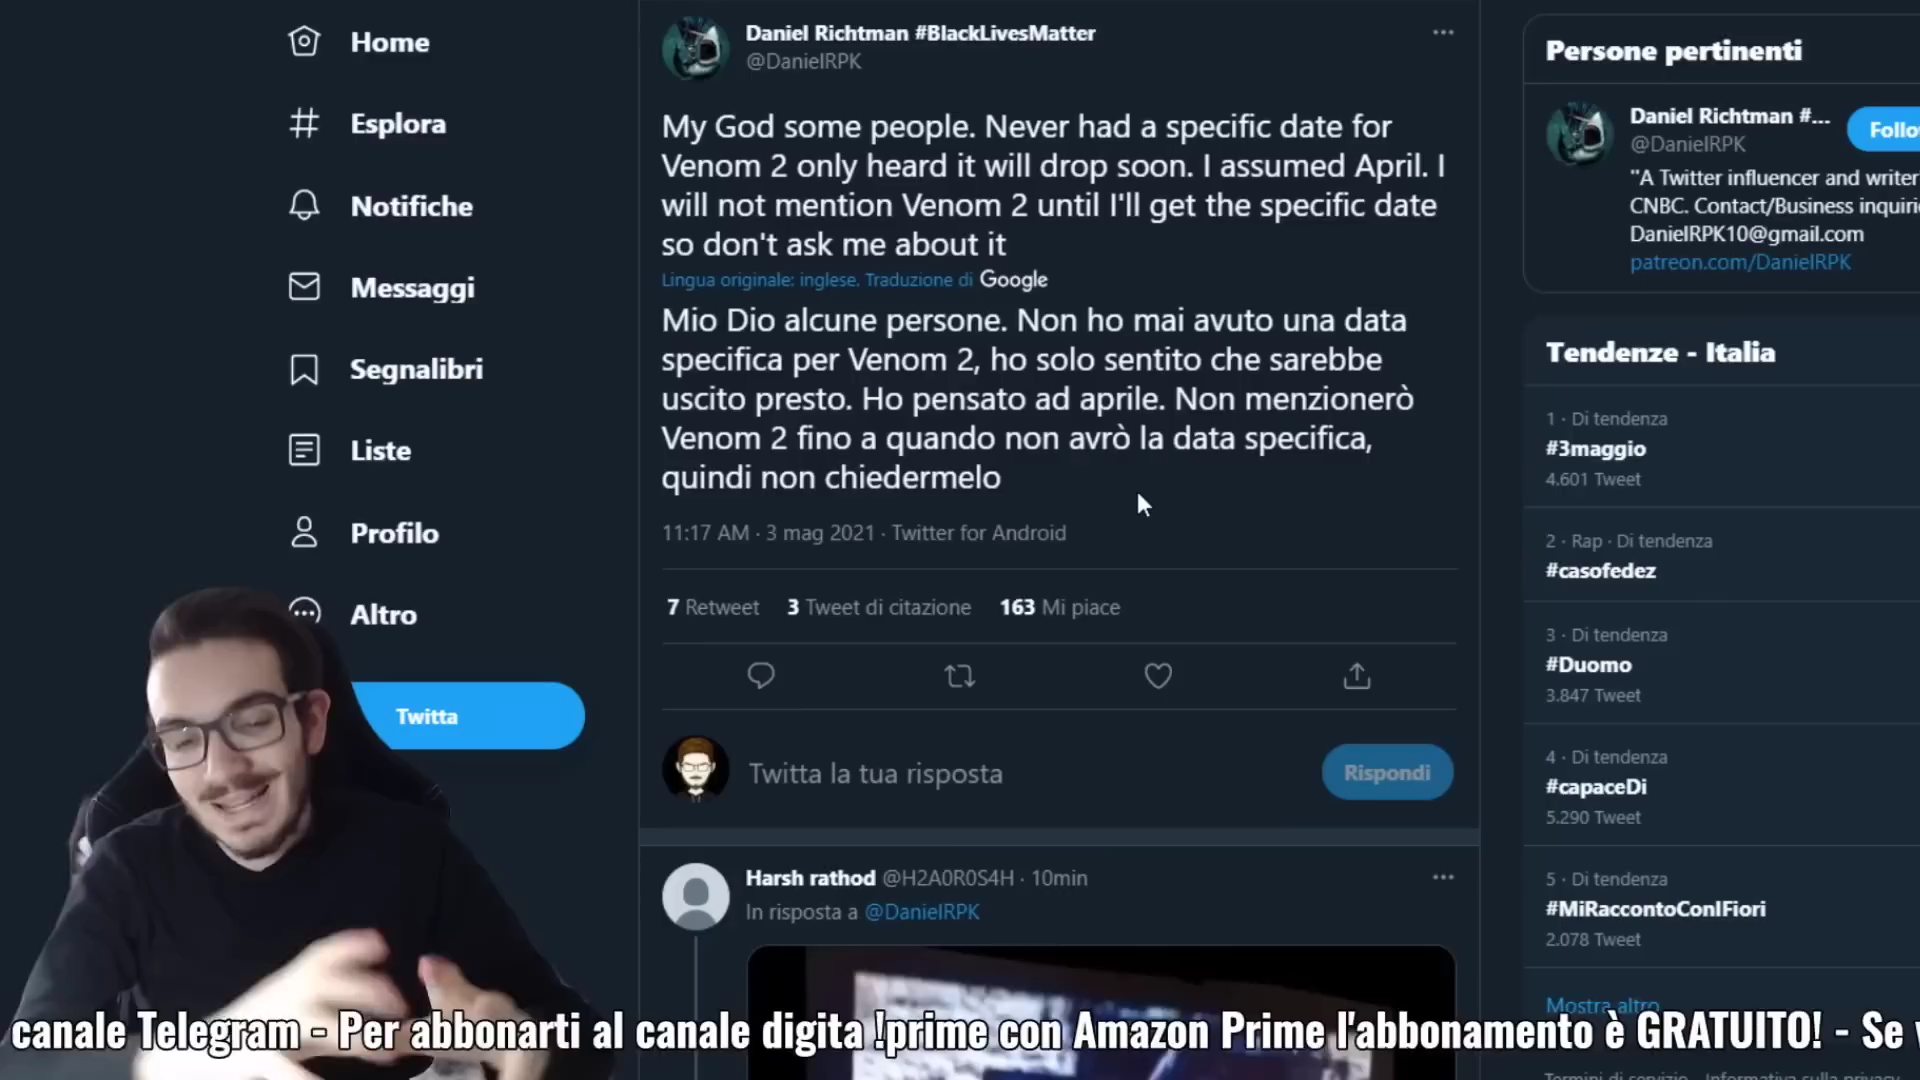 Home
Esplora
Notifiche
Messaggi
Segnalibri
Liste
Profilo
Altro
Twitta
Daniel Richtman #BlackLivesMatter
@DanielRPK
My God some people. Never had a specific date for
Venom 2 only heard it will drop soon. I assumed April. I
will not mention Venom 2 until I'll get the specific date
so don't ask me about it
Lingua originale: inglese. Traduzione di Google
Mio Dio alcune persone. Non ho mai avuto una data
specifica per Venom 2, ho solo sentito che sarebbe
uscito presto. Ho pensato ad aprile. Non menzionerò
Venom 2 fino a quando non avrò la data specifica,
quindi non chiedermelo
11:17 AM · 3 mag 2021 · Twitter for Android
7 Retweet 3 Tweet di citazione 163 Mi piace
Twitta la tua risposta
Rispondi
Harsh rathod @H2A0R0S4H · 10min
In risposta a @DanielRPK
Persone pertinenti
Daniel Richtman #...
@DanielRPK
Follo
"A Twitter influencer and writer
CNBC. Contact/Business inquirie
DanielRPK10@gmail.com
patreon.com/DanielRPK
Tendenze - Italia
1 · Di tendenza
#3maggio
4.601 Tweet
2 · Rap · Di tendenza
#casofedez
3 · Di tendenza
#Duomo
3.847 Tweet
4 · Di tendenza
#capaceDi
5.290 Tweet
5 · Di tendenza
#MiRaccontoConIFiori
2.078 Tweet
Mostra altro
canale Telegram - Per abbonarti al canale digita !prime con Amazon Prime l'abbonamento è GRATUITO! - Se
Termini di servizio Informativa sulla privacy